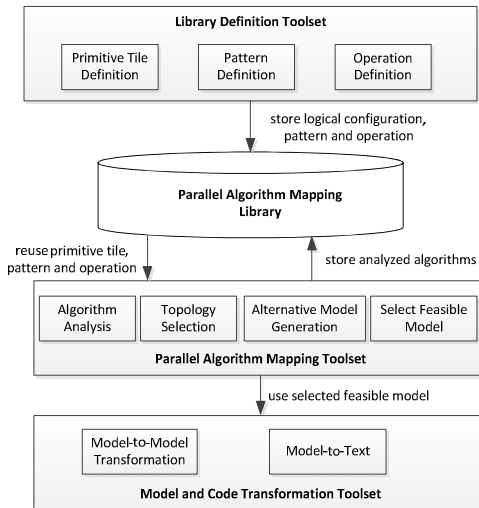 Library Definition Toolset
Primitive Tile
Definition
Pattern
Definition
Operation
Definition
store logical configuration,
pattern and operation
Parallel Algorithm Mapping
Library
reuse primitive tile,
pattern and operation
store analyzed algorithms
Algorithm
Analysis
Topology
Selection
Alternative Model
Generation
Select Feasible
Model
Parallel Algorithm Mapping Toolset
use selected feasible model
Model-to-Model
Transformation
Model-to-Text
Model and Code Transformation Toolset